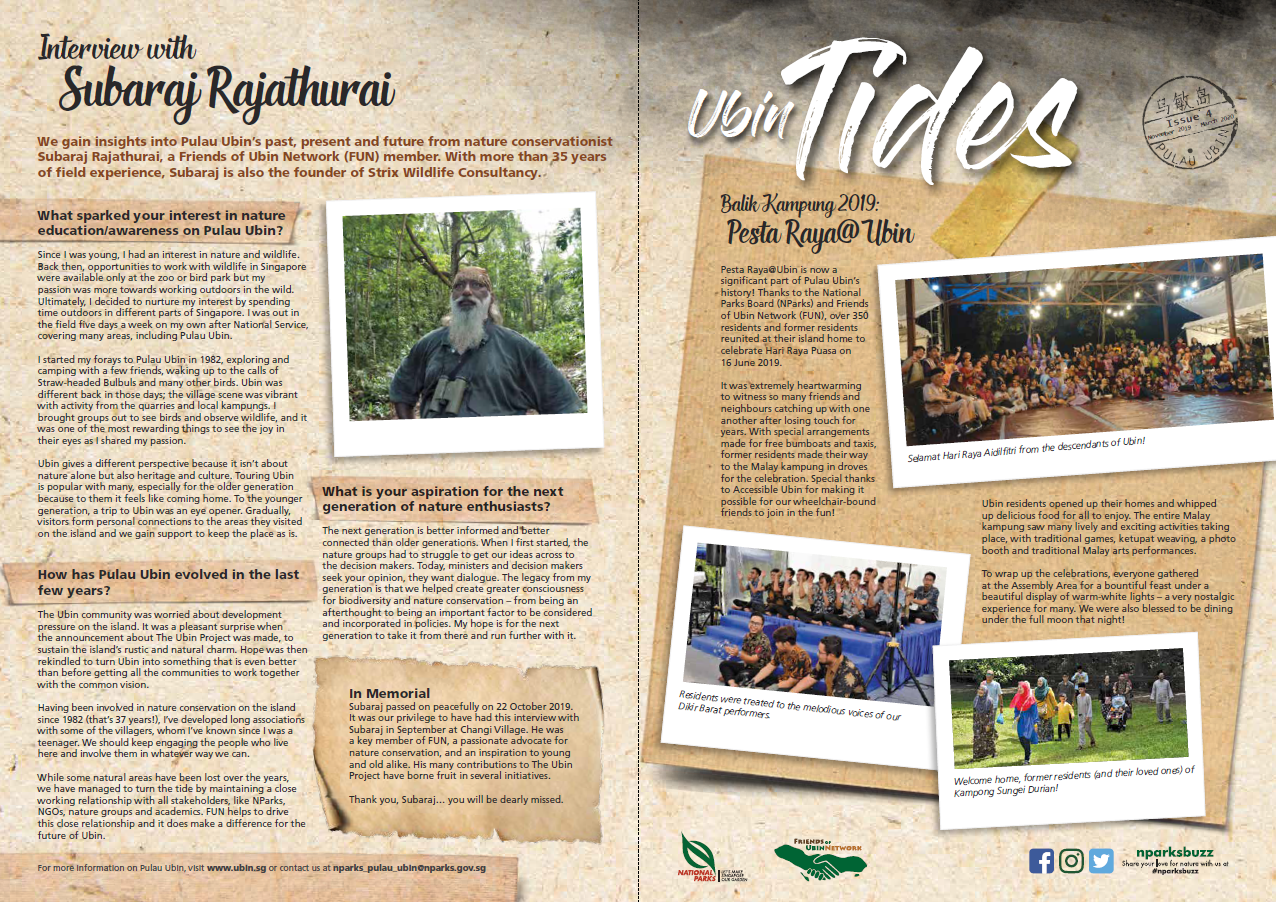 Interview with
Subaraj Rajathurai
We gain insights into Pulau Ubin's past, present and future from nature conservationist
Subaraj Rajathurai, a Friends of Ubin Network (FUN) member. With more than 35 years
of field experience, Subaraj is also the founder of Strix Wildlife Consultancy.
What sparked your interest in nature
education/awareness on Pulau Ubin?
Since I was young, I had an interest in nature and wildlife.
Back then, opportunities to work with wildlife in Singapore
were available only at the zoo or bird park but my
passion was more towards working outdoors in the wild.
Ultimately, I decided to nurture my interest by spending
time outdoors in different parts of Singapore. I was out in
the field five days a week on my own after National Service,
covering many areas, including Pulau Ubin.
I started my forays to Pulau Ubin in 1982, exploring and
camping with a few friends, waking up to the calls of
Straw-headed Bulbuls and many other birds. Ubin was
different back in those days; the village scene was vibrant
with activity from the quarries and local kampungs. I
brought groups out to see birds and observe wildlife, and it
was one of the most rewarding things to see the joy in
their eyes as I shared my passion.
Ubin gives a different perspective because it isn't about
nature alone but also heritage and culture. Touring Ubin
is popular with many, especially for the older generation
because to them it feels like coming home. To the younger
generation, a trip to Ubin was an eye opener. Gradually,
visitors form personal connections to the areas they visited
on the island and we gain support to keep the place as is.
How has Pulau Ubin evolved in the last
few years?
The Ubin community was worried about development
pressure on the island. It was a pleasant surprise when
the announcement about The Ubin Project was made, to
sustain the island's rustic and natural charm. Hope was then
rekindled to turn Ubin into something that is even better
than before getting all the communities to work together
with the common vision.
Having been involved in nature conservation on the island
since 1982 (that's 37 years!), I've developed long associations
with some of the villagers, whom I've known since I was a
teenager. We should keep engaging the people who live
here and involve them in whatever way we can.
While some natural areas have been lost over the years,
we have managed to turn the tide by maintaining a close
working relationship with all stakeholders, like NParks,
NGOs, nature groups and academics. FUN helps to drive
this close relationship and it does make a difference for the
future of Ubin.
What is your aspiration for the next
generation of nature enthusiasts?
The next generation is better informed and better
connected than older generations. When I first started, the
nature groups had to struggle to get our ideas across to
the decision makers. Today, ministers and decision makers
seek your opinion, they want dialogue. The legacy from my
generation is that we helped create greater consciousness
for biodiversity and nature conservation – from being an
afterthought to being an important factor to be considered
and incorporated in policies. My hope is for the next
generation to take it from there and run further with it.
In Memorial
Subaraj passed on peacefully on 22 October 2019.
It was our privilege to have had this interview with
Subaraj in September at Changi Village. He was
a key member of FUN, a passionate advocate for
nature conservation, and an inspiration to young
and old alike. His many contributions to The Ubin
Project have borne fruit in several initiatives.
Thank you, Subaraj... you will be dearly missed.
For more information on Pulau Ubin, visit www.ubin.sg or contact us at nparks_pulau_ubin@nparks.gov.sg
Ubin Tides
乌敏岛
Issue 4
November 2019 - March 2020
PULAU UBIN
Balik Kampung 2019:
Pesta Raya@Ubin
Pesta Raya@Ubin is now a
significant part of Pulau Ubin's
history! Thanks to the National
Parks Board (NParks) and Friends
of Ubin Network (FUN), over 350
residents and former residents
reunited at their island home to
celebrate Hari Raya Puasa on
16 June 2019.
It was extremely heartwarming
to witness so many friends and
neighbours catching up with one
another after losing touch for
years. With special arrangements
made for free bumboats and taxis,
former residents made their way
to the Malay kampung in droves
for the celebration. Special thanks
to Accessible Ubin for making it
possible for our wheelchair-bound
friends to join in the fun!
Selamat Hari Raya Aidilfitri from the descendants of Ubin!
Ubin residents opened up their homes and whipped
up delicious food for all to enjoy. The entire Malay
kampung saw many lively and exciting activities taking
place, with traditional games, ketupat weaving, a photo
booth and traditional Malay arts performances.
To wrap up the celebrations, everyone gathered
at the Assembly Area for a bountiful feast under a
beautiful display of warm-white lights – a very nostalgic
experience for many. We were also blessed to be dining
under the full moon that night!
Residents were treated to the melodious voices of our
Dikir Barat performers.
Welcome home, former residents (and their loved ones) of
Kampong Sungei Durian!
NATIONAL
PARKS
LET'S MAKE
SINGAPORE
OUR GARDEN
FRIENDS OF
UBIN NETWORK
nparksbuzz
Share your love for nature with us at
#nparksbuzz